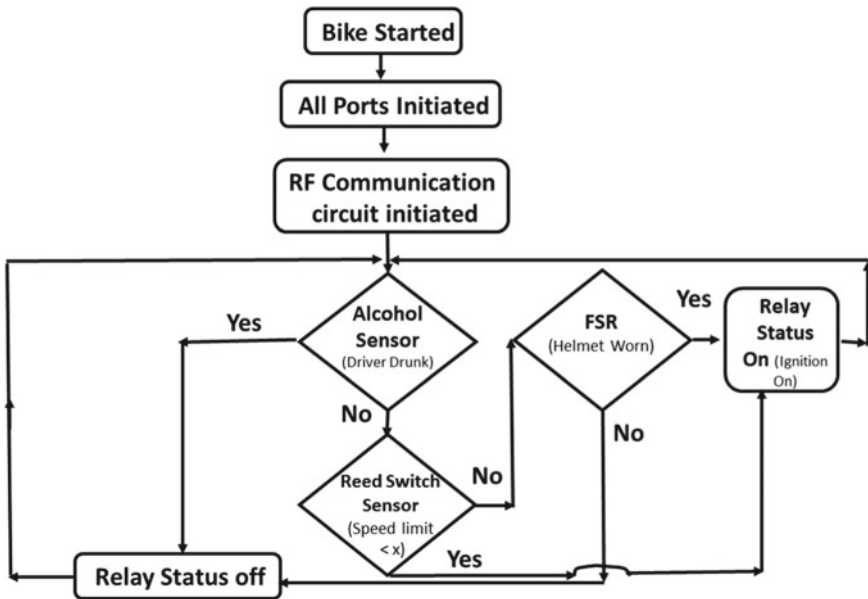 Bike Started
All Ports Initiated
RF Communication
circuit initiated
Yes
Alcohol
Sensor
(Driver Drunk)
No
FSR
(Helmet Worn)
Yes
Relay
Status
On (Ignition
On)
No
Reed Switch
Sensor
(Speed limit
< x)
No
Yes
Relay Status off